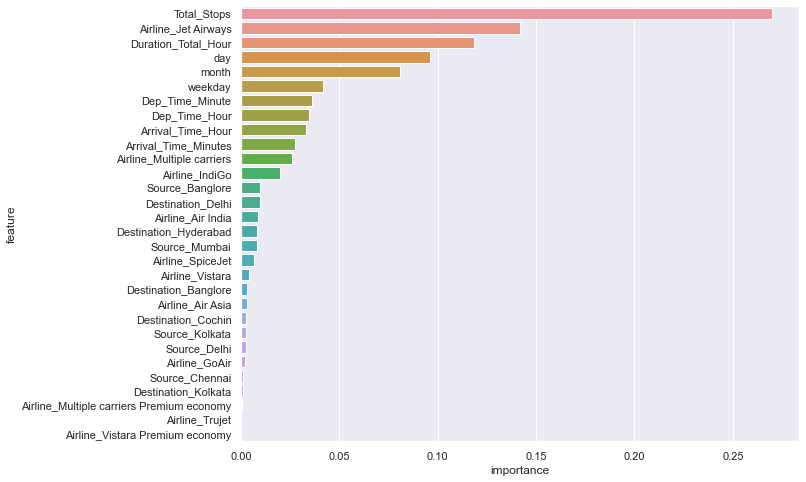 Total_Stops
Airline_Jet Airways
Duration_Total_Hour
day
month
weekday
Dep_Time_Minute
Dep_Time_Hour
Arrival_Time_Hour
Arrival_Time_Minutes
Airline_Multiple carriers
Airline_IndiGo
Source_Banglore
Destination_Delhi
Airline_Air India
Destination_Hyderabad
Source_Mumbai
Airline_SpiceJet
Airline_Vistara
Destination_Banglore
Airline_Air Asia
Destination_Cochin
Source_Kolkata
Source_Delhi
Airline_GoAir
Source_Chennai
Destination_Kolkata
Airline_Multiple carriers Premium economy
Airline_Trujet
Airline_Vistara Premium economy
feature
0.00 0.05 0.10 0.15 0.20 0.25
importance